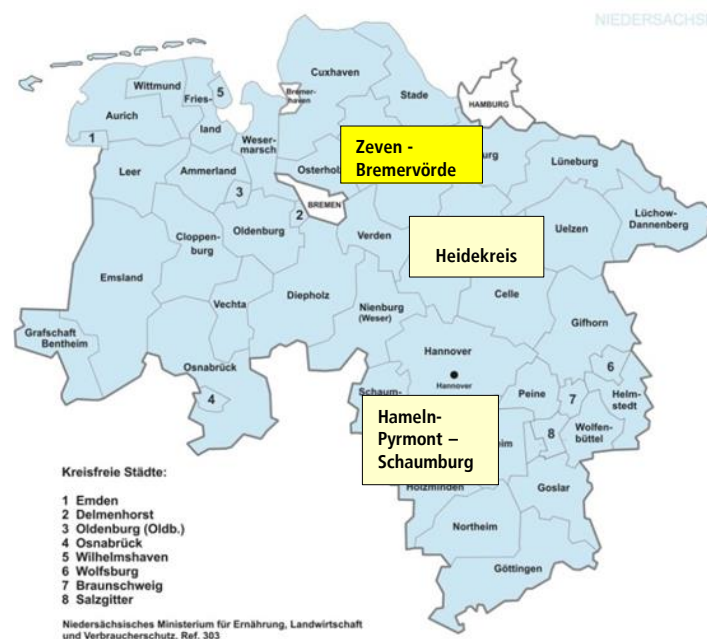 NIEDERSACHSE
Cuxhaven
Wittmund
5
Bremer-
haven
Stade
HAMBURG
Aurich
Fries-
land
1
Weser-
marsch
Zeven -
Bremervörde
urg
Lüneburg
Leer
Ammerland
Osterholz
3
BREMEN
2
Lüchow-
Dannenberg
Oldenburg
Verden
Uelzen
Cloppen-
burg
Heidekreis
Emsland
Vechta
Diepholz
Nienburg
(Weser)
Celle
Gifhorn
Grafschaft
Bentheim
Hannover
Osnabrück
6
Hannover
Schaum-
Peine
7
Helm-
stedt
4
Hameln-
Pyrmont –
Schaumburg
eim
8
Wolfen-
büttel
Holzminden
Goslar
Northeim
Göttingen
Kreisfreie Städte:
1 Emden
2 Delmenhorst
3 Oldenburg (Oldb.)
4 Osnabrück
5 Wilhelmshaven
6 Wolfsburg
7 Braunschweig
8 Salzgitter
Niedersächsisches Ministerium für Ernährung, Landwirtschaft
und Verbraucherschutz, Ref. 303